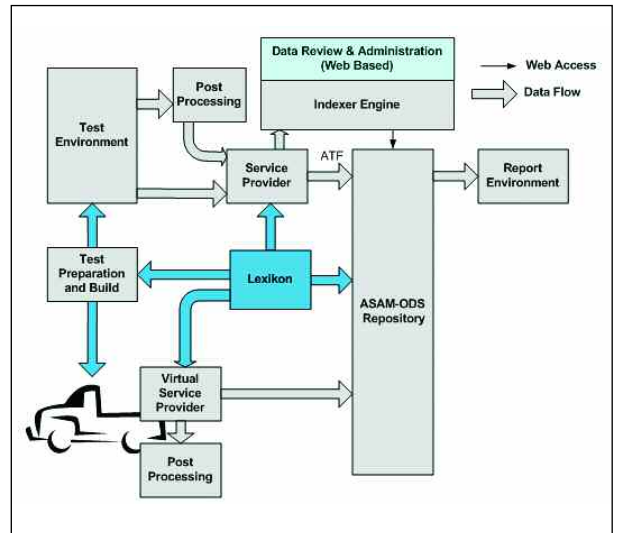 Data Review & Administration
(Web Based)
Indexer Engine
Web Access
Data Flow
Test
Environment
Post
Processing
Service
Provider
ATF
Report
Environment
Test
Preparation
and Build
Lexikon
ASAM-ODS
Repository
Virtual
Service
Provider
Post
Processing